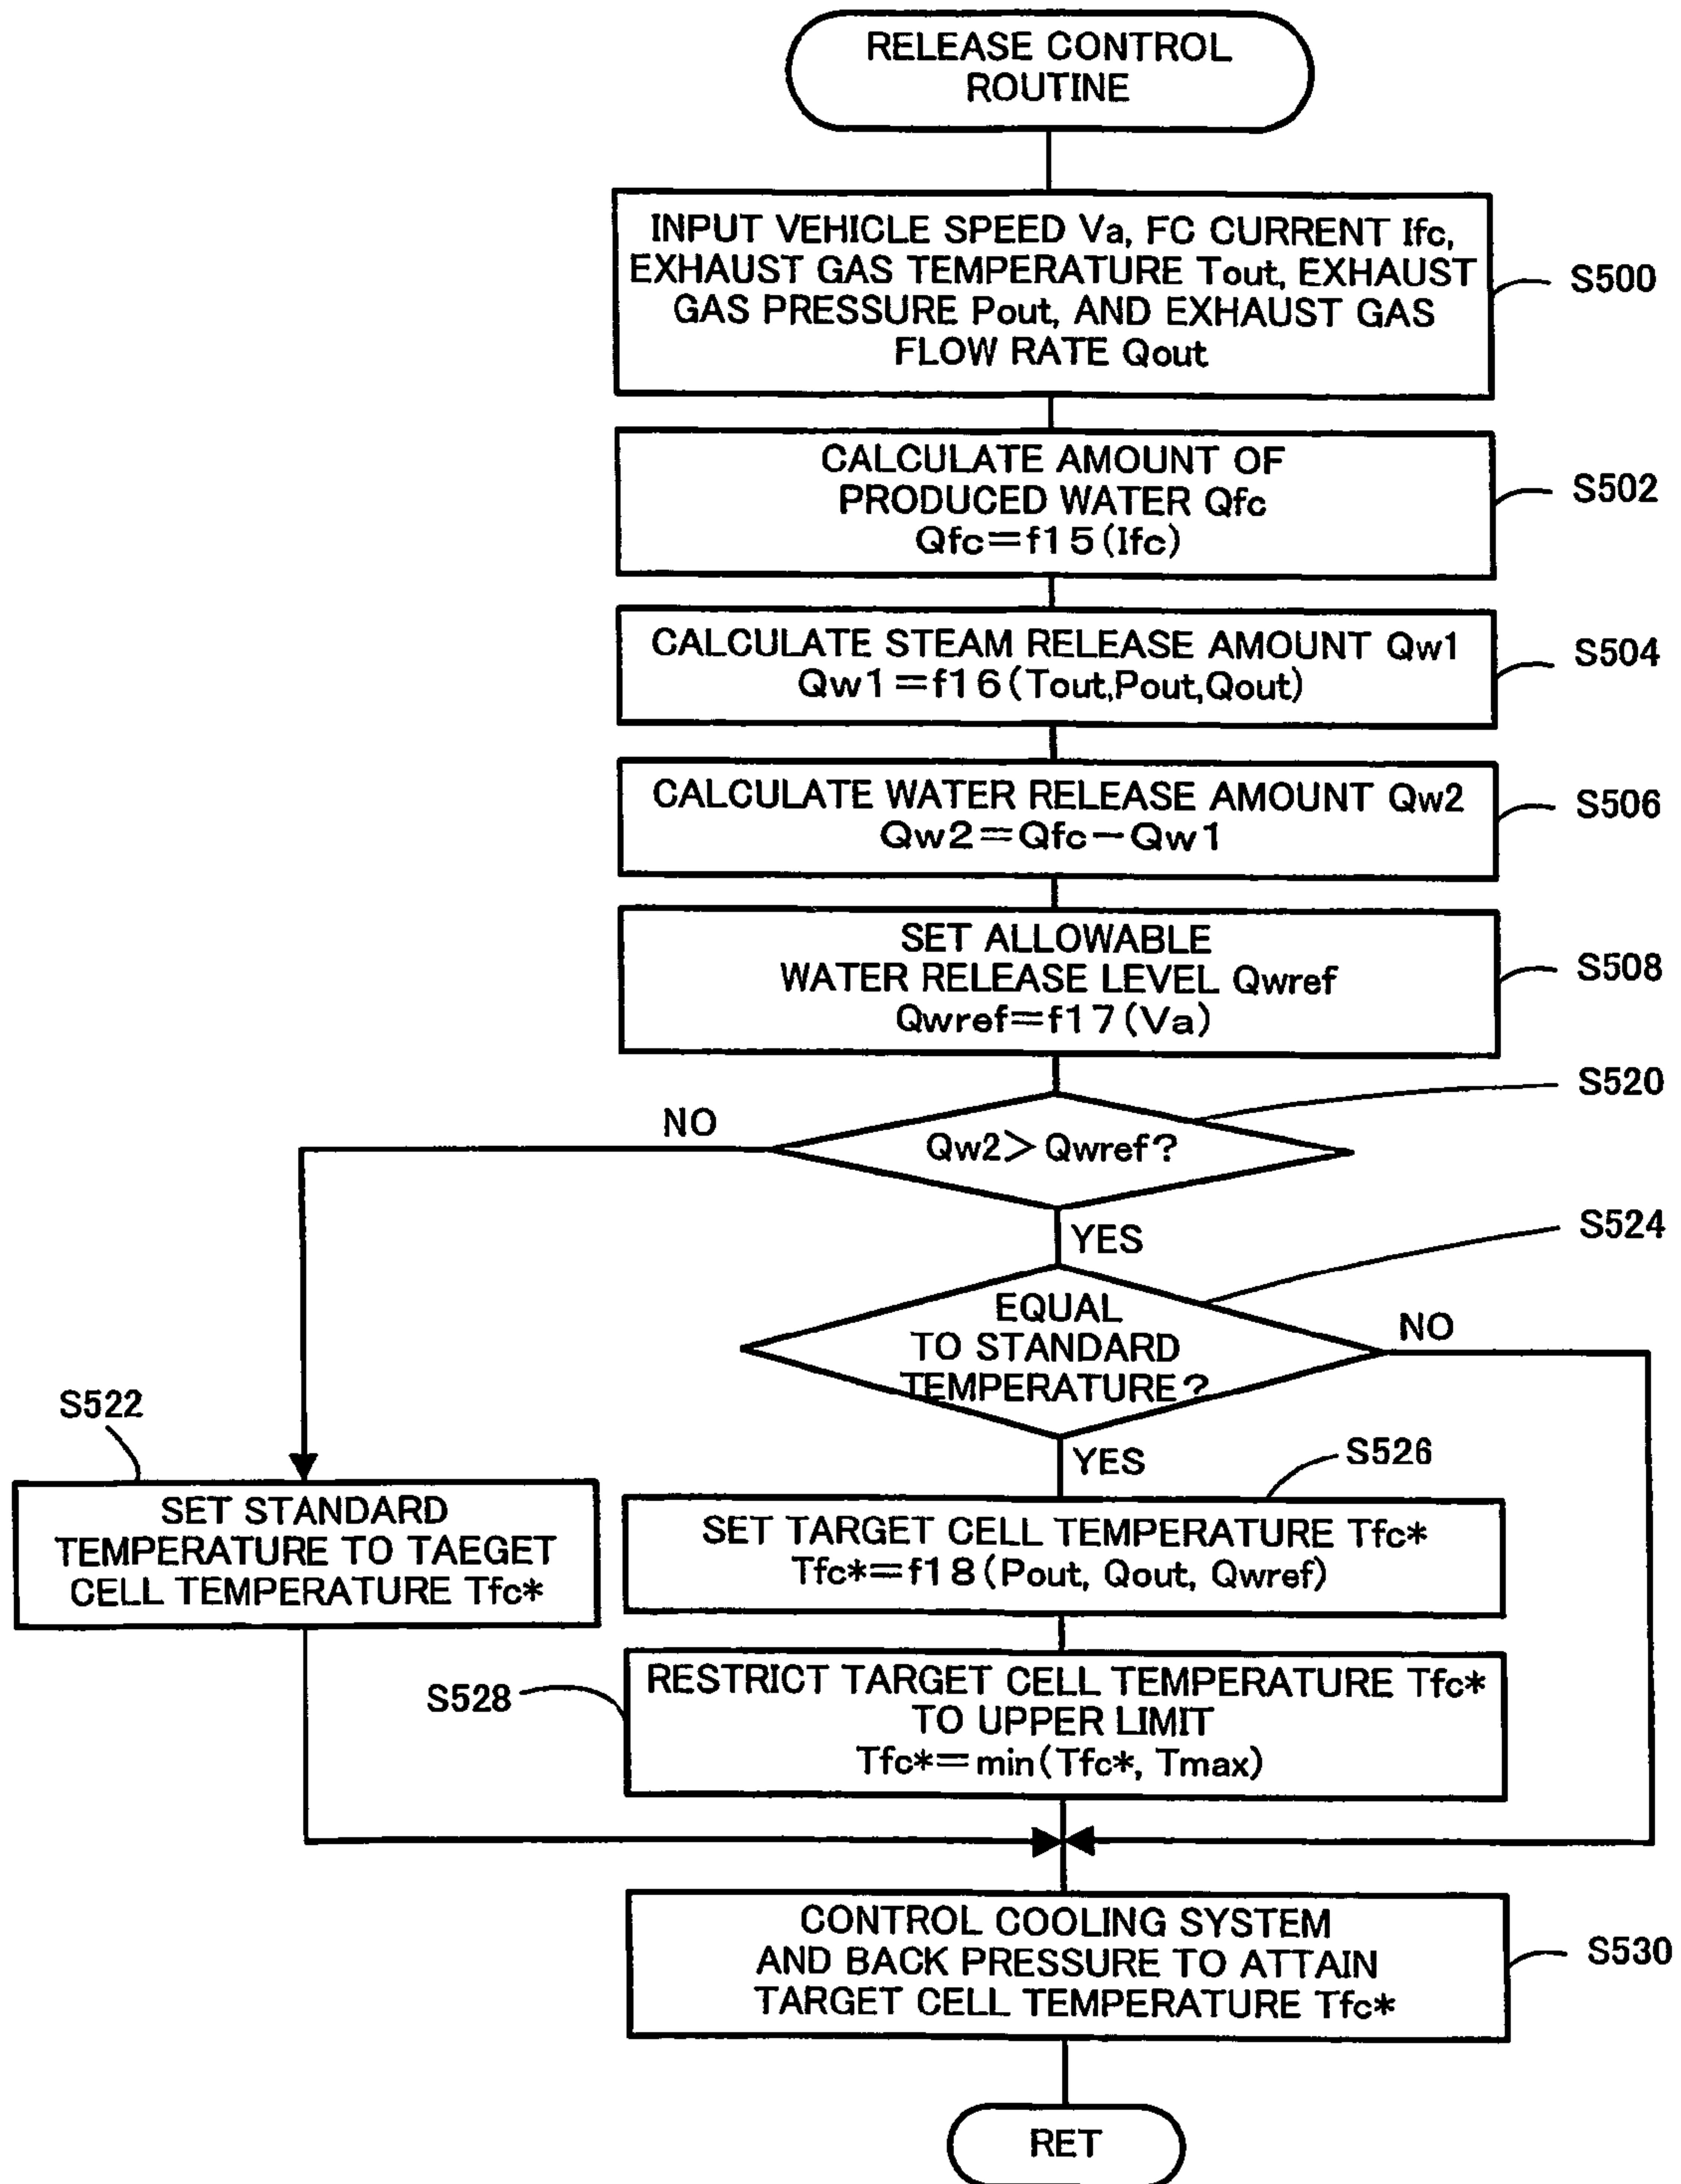 RELEASE CONTROL
ROUTINE
INPUT VEHICLE SPEED Va, FC CURRENT Ifc,
EXHAUST GAS TEMPERATURE Tout, EXHAUST
GAS PRESSURE Pout, AND EXHAUST GAS
FLOW RATE Qout
S500
CALCULATE AMOUNT OF
PRODUCED WATER Qfc
Qfc=f15(Ifc)
S502
CALCULATE STEAM RELEASE AMOUNT Qw1
Qw1=f16(Tout,Pout,Qout)
S504
CALCULATE WATER RELEASE AMOUNT Qw2
Qw2=Qfc-Qw1
S506
SET ALLOWABLE
WATER RELEASE LEVEL Qwref
Qwref=f17(Va)
S508
S520
NO
Qw2>Qwref?
YES
S524
EQUAL
TO STANDARD
TEMPERATURE?
NO
YES
S522
SET STANDARD
TEMPERATURE TO TAEGET
CELL TEMPERATURE Tfc*
S526
SET TARGET CELL TEMPERATURE Tfc*
Tfc*=f18(Pout, Qout, Qwref)
S528
RESTRICT TARGET CELL TEMPERATURE Tfc*
TO UPPER LIMIT
Tfc*=min(Tfc*, Tmax)
CONTROL COOLING SYSTEM
AND BACK PRESSURE TO ATTAIN
TARGET CELL TEMPERATURE Tfc*
S530
RET